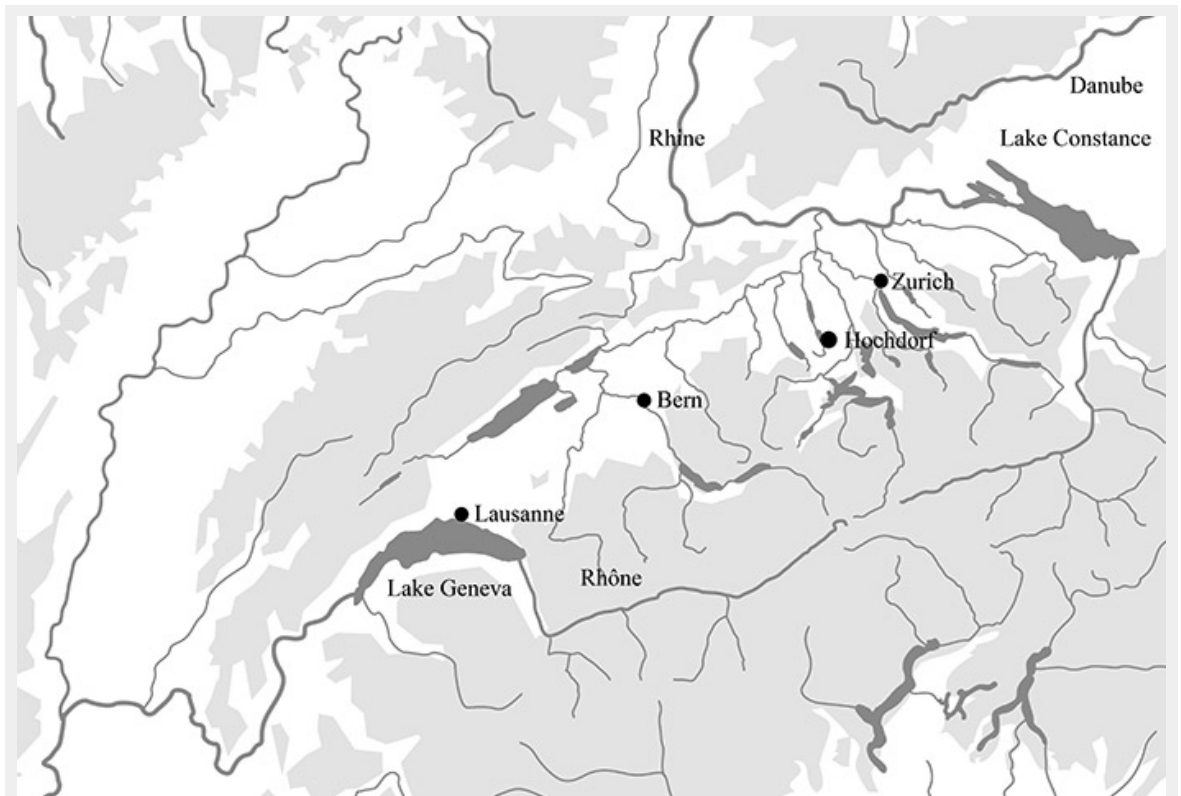 Danube
Rhine
Lake Constance
Zurich
Hochdorf
Bern
Lausanne
Rhône
Lake Geneva